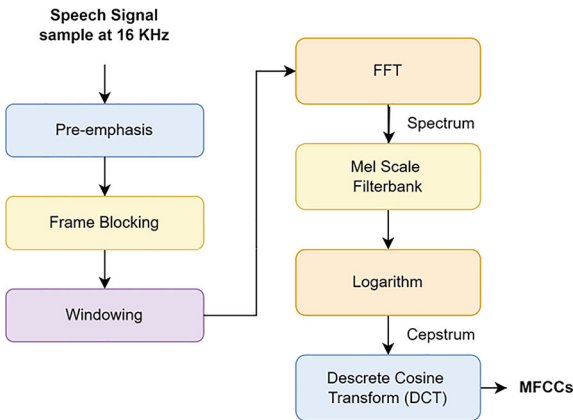 Speech Signal
sample at 16 KHz
Pre-emphasis
Frame Blocking
Windowing
FFT
Spectrum
Mel Scale
Filterbank
Logarithm
Cepstrum
Descrete Cosine
Transform (DCT)
MFCCs